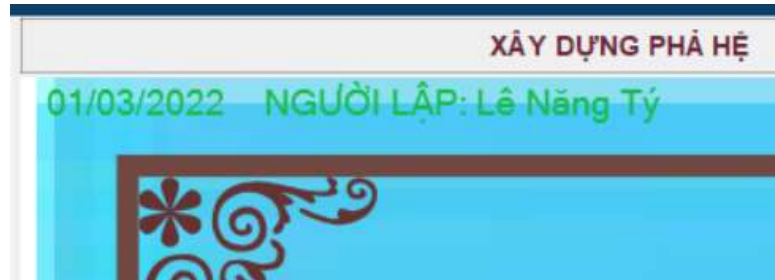 XÂY DỰNG PHẢ HỆ
01/03/2022 NGƯỜI LẬP: Lê Năng Tý